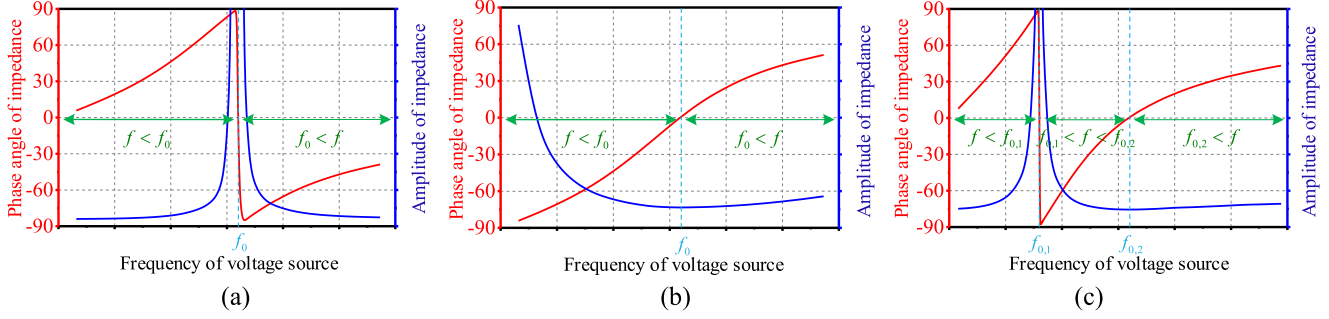 90
60
30
0
-30
-60
-90
Phase angle of impedance
Amplitude of impedance
f < f0
f0 < f
f0
Frequency of voltage source
(a)
90
60
30
0
-30
-60
-90
Phase angle of impedance
Amplitude of impedance
f < f0
f0 < f
f0
Frequency of voltage source
(b)
90
60
30
0
-30
-60
-90
Phase angle of impedance
Amplitude of impedance
f < f0,1
f0,1 < f < f0,2
f0,2 < f
f0,1
f0,2
Frequency of voltage source
(c)